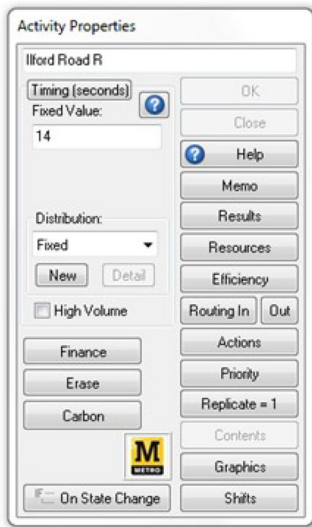 Activity Properties
Ilford Road R
Timing (seconds)
Fixed Value:
14
Distribution:
Fixed
New Detail
High Volume
Finance
Erase
Carbon
M
METRO
On State Change
OK
Close
Help
Memo
Results
Resources
Efficiency
Routing In Out
Actions
Priority
Replicate = 1
Contents
Graphics
Shifts